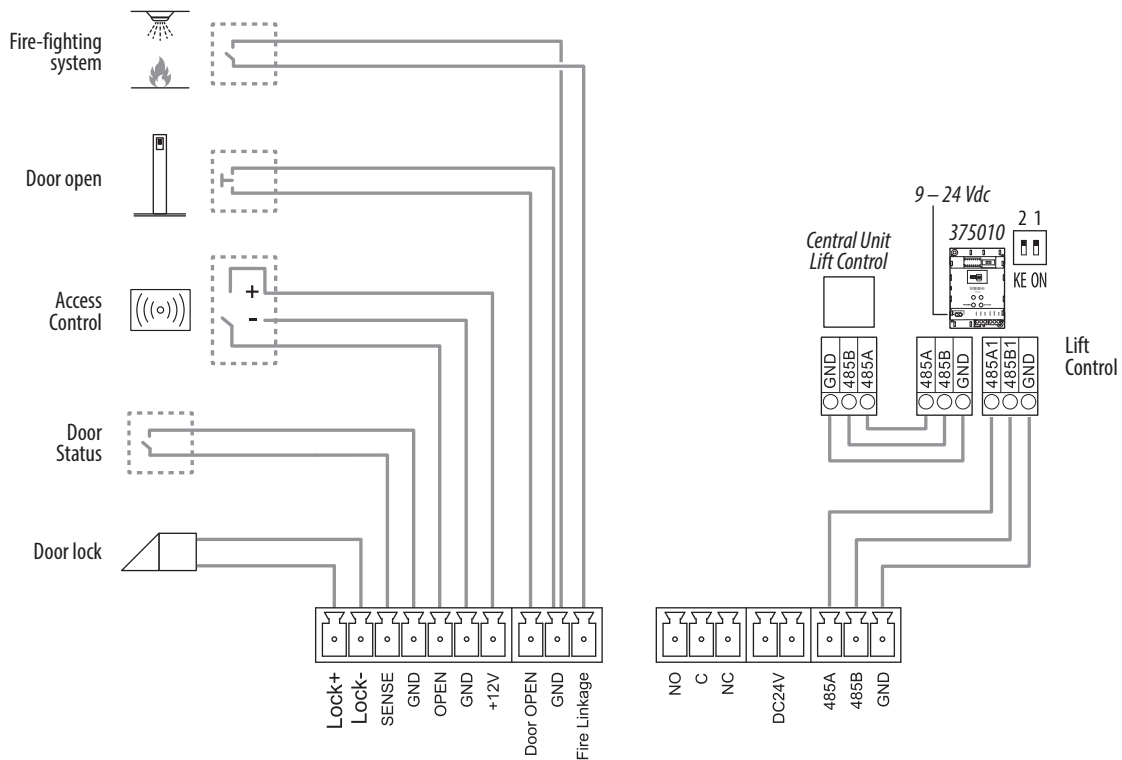 Fire-fighting
system
Door open
Access
Control
+
-
Door
Status
Door lock
Lock+
Lock-
SENSE
GND
OPEN
GND
+12V
Door OPEN
GND
Fire Linkage
9 – 24 Vdc
375010
2 1
KE ON
Central Unit
Lift Control
GND
485B
485A
485A
485B
GND
485A1
485B1
GND
Lift
Control
NO
C
NC
DC24V
485A
485B
GND